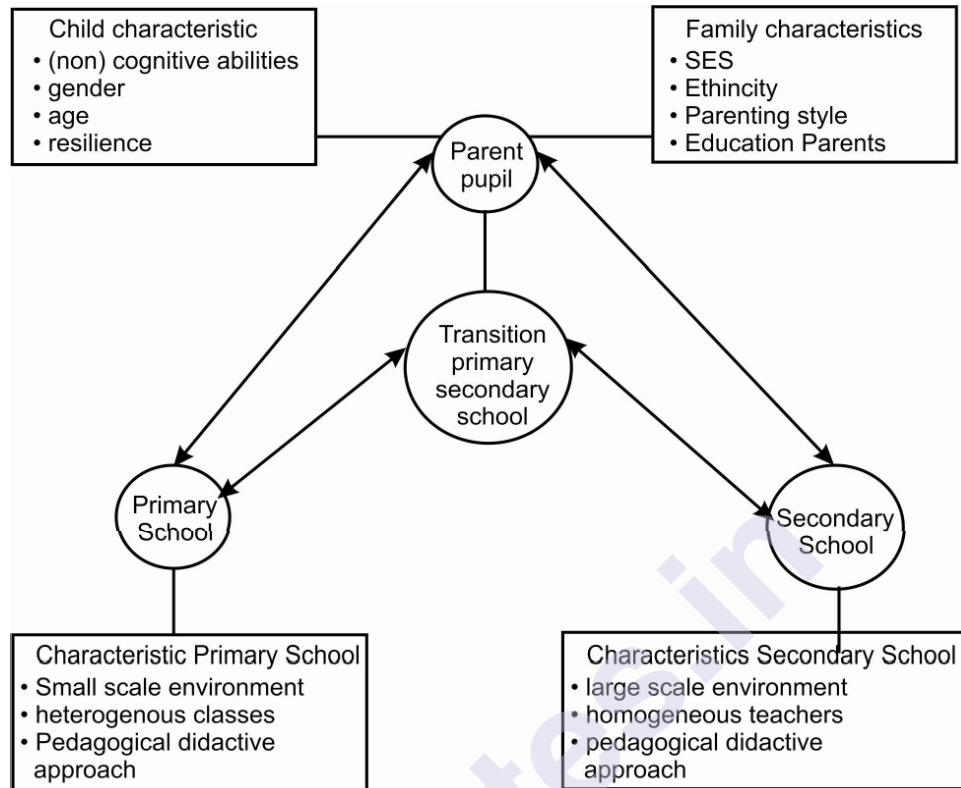 Child characteristic
• (non) cognitive abilities
• gender
• age
• resilience
Family characteristics
• SES
• Ethincity
• Parenting style
• Education Parents
Parent
pupil
Transition
primary
secondary
school
Primary
School
Secondary
School
Characteristic Primary School
• Small scale environment
• heterogenous classes
• Pedagogical didactive
approach
Characteristics Secondary School
• large scale environment
• homogeneous teachers
• pedagogical didactive
approach
tes.in